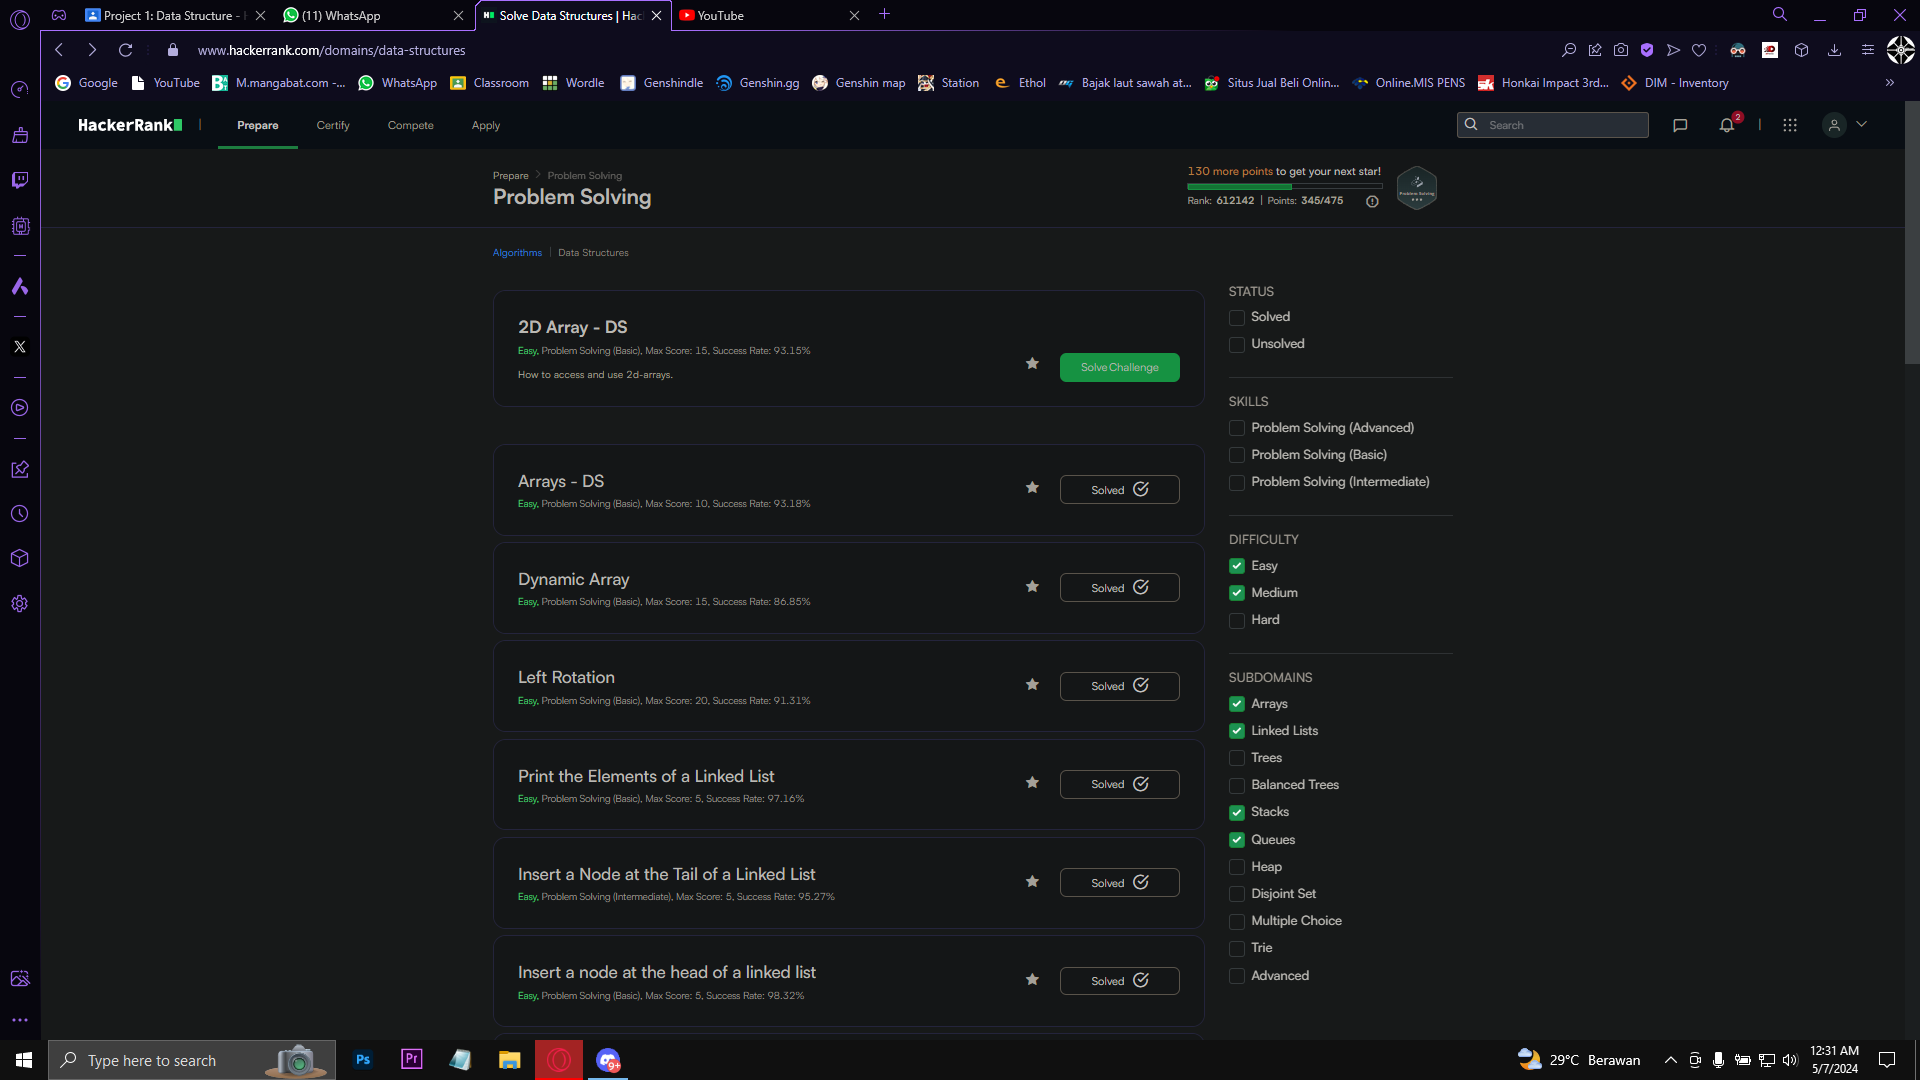 Project 1: Data Structure -
(11) WhatsApp
Solve Data Structures | Hac
YouTube
www.hackerrank.com/domains/data-structures
Google
YouTube
M.mangabat.com -...
WhatsApp
Classroom
Wordle
Genshindle
Genshin.gg
Genshin map
Station
Ethol
Bajak laut sawah at...
Situs Jual Beli Onlin...
Online.MIS PENS
Honkai Impact 3rd...
DIM - Inventory
HackerRank
Prepare
Certify
Compete
Apply
Search
2
Prepare > Problem Solving
Problem Solving
130 more points to get your next star!
Rank: 612142 | Points: 345/475
Problem Solving
Algorithms | Data Structures
2D Array - DS
Easy, Problem Solving (Basic), Max Score: 15, Success Rate: 93.15%
How to access and use 2d-arrays.
Solve Challenge
Arrays - DS
Easy, Problem Solving (Basic), Max Score: 10, Success Rate: 93.18%
Solved
Dynamic Array
Easy, Problem Solving (Basic), Max Score: 15, Success Rate: 86.85%
Solved
Left Rotation
Easy, Problem Solving (Basic), Max Score: 20, Success Rate: 91.31%
Solved
Print the Elements of a Linked List
Easy, Problem Solving (Basic), Max Score: 5, Success Rate: 97.16%
Solved
Insert a Node at the Tail of a Linked List
Easy, Problem Solving (Intermediate), Max Score: 5, Success Rate: 95.27%
Solved
Insert a node at the head of a linked list
Easy, Problem Solving (Basic), Max Score: 5, Success Rate: 98.32%
Solved
STATUS
Solved
Unsolved
SKILLS
Problem Solving (Advanced)
Problem Solving (Basic)
Problem Solving (Intermediate)
DIFFICULTY
Easy
Medium
Hard
SUBDOMAINS
Arrays
Linked Lists
Trees
Balanced Trees
Stacks
Queues
Heap
Disjoint Set
Multiple Choice
Trie
Advanced
Type here to search
Ps
Pr
9+
29°C Berawan
12:31 AM
5/7/2024